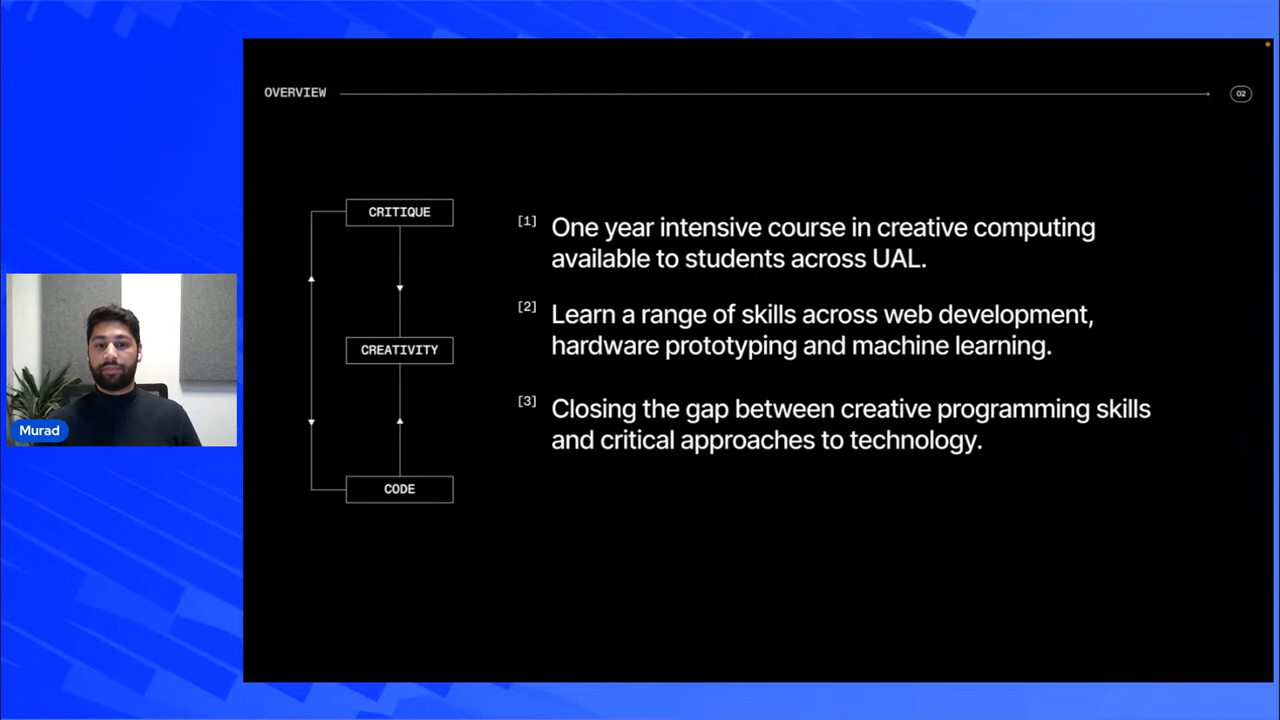 OVERVIEW
02
CRITIQUE
CREATIVITY
CODE
[1] One year intensive course in creative computing
available to students across UAL.
[2] Learn a range of skills across web development,
hardware prototyping and machine learning.
[3] Closing the gap between creative programming skills
and critical approaches to technology.
Murad